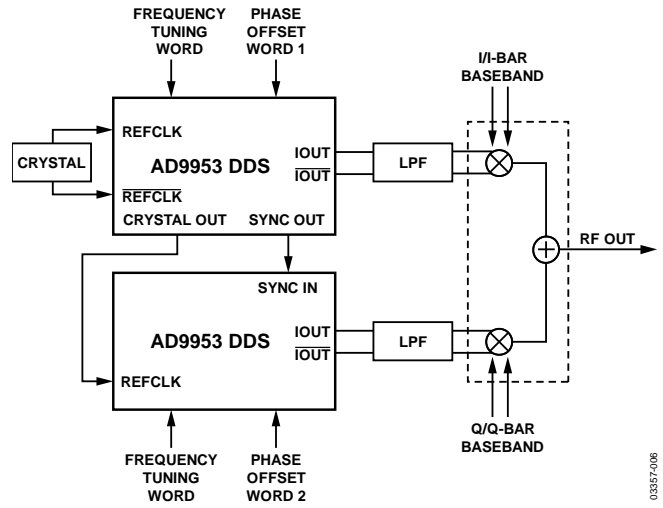 FREQUENCY
TUNING
WORD
PHASE
OFFSET
WORD 1
I/I-BAR
BASEBAND
REFCLK
CRYSTAL
AD9953 DDS
IOUT
IOUT
LPF
REFCLK
CRYSTAL OUT
SYNC OUT
RF OUT
SYNC IN
AD9953 DDS
IOUT
IOUT
LPF
REFCLK
Q/Q-BAR
BASEBAND
FREQUENCY
TUNING
WORD
PHASE
OFFSET
WORD 2
03357-006